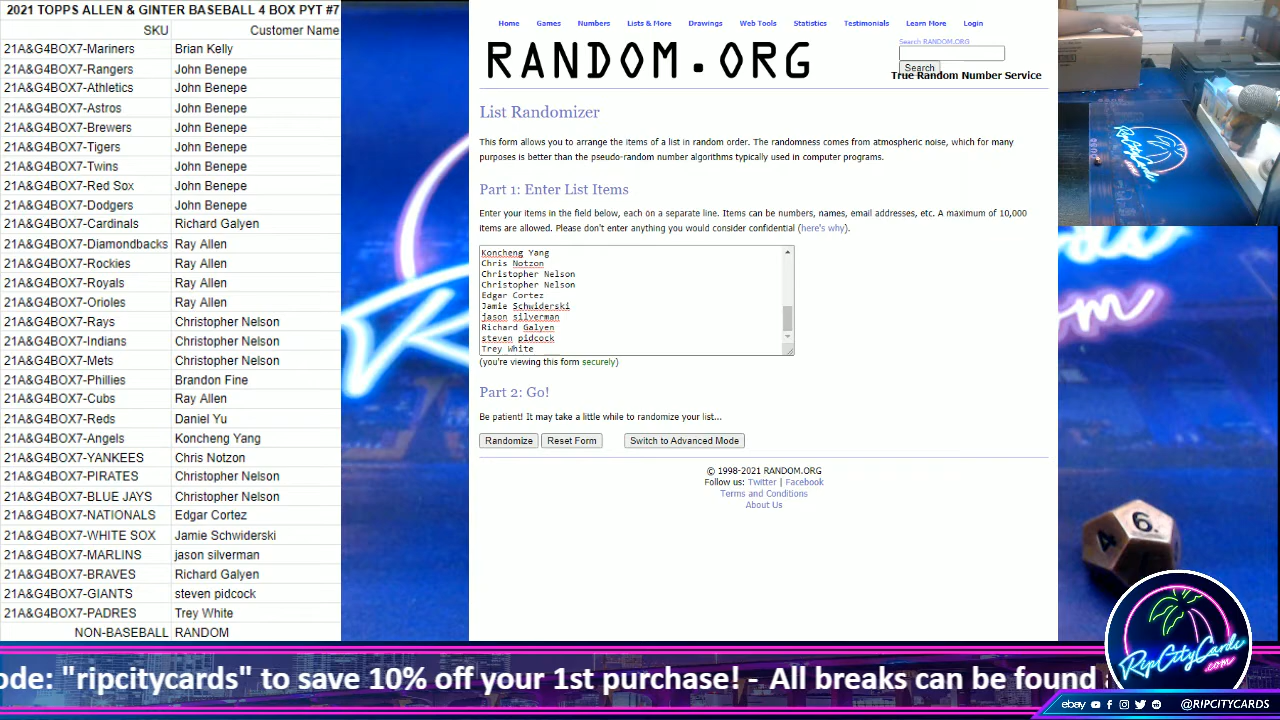 2021 TOPPS ALLEN & GINTER BASEBALL 4 BOX PYT #7
SKU Customer Name
21A&G4BOX7-Mariners Brian Kelly
21A&G4BOX7-Rangers John Benepe
21A&G4BOX7-Athletics John Benepe
21A&G4BOX7-Astros John Benepe
21A&G4BOX7-Brewers John Benepe
21A&G4BOX7-Tigers John Benepe
21A&G4BOX7-Twins John Benepe
21A&G4BOX7-Red Sox John Benepe
21A&G4BOX7-Dodgers John Benepe
21A&G4BOX7-Cardinals Richard Galyen
21A&G4BOX7-Diamondbacks Ray Allen
21A&G4BOX7-Rockies Ray Allen
21A&G4BOX7-Royals Ray Allen
21A&G4BOX7-Orioles Ray Allen
21A&G4BOX7-Rays Christopher Nelson
21A&G4BOX7-Indians Christopher Nelson
21A&G4BOX7-Mets Christopher Nelson
21A&G4BOX7-Phillies Brandon Fine
21A&G4BOX7-Cubs Ray Allen
21A&G4BOX7-Reds Daniel Yu
21A&G4BOX7-Angels Koncheng Yang
21A&G4BOX7-YANKEES Chris Notzon
21A&G4BOX7-PIRATES Christopher Nelson
21A&G4BOX7-BLUE JAYS Christopher Nelson
21A&G4BOX7-NATIONALS Edgar Cortez
21A&G4BOX7-WHITE SOX Jamie Schwiderski
21A&G4BOX7-MARLINS jason silverman
21A&G4BOX7-BRAVES Richard Galyen
21A&G4BOX7-GIANTS steven pidcock
21A&G4BOX7-PADRES Trey White
NON-BASEBALL RANDOM
Home Games Numbers Lists & More Drawings Web Tools Statistics Testimonials Learn More Login
RANDOM.ORG
Search RANDOM.ORG
Search
True Random Number Service
List Randomizer
This form allows you to arrange the items of a list in random order. The randomness comes from atmospheric noise, which for many
purposes is better than the pseudo-random number algorithms typically used in computer programs.
Part 1: Enter List Items
Enter your items in the field below, each on a separate line. Items can be numbers, names, email addresses, etc. A maximum of 10,000
items are allowed. Please don't enter anything you would consider confidential (here's why).
Koncheng Yang
Chris Notzon
Christopher Nelson
Christopher Nelson
Edgar Cortez
Jamie Schwiderski
jason silverman
Richard Galyen
steven pidcock
Trey White
(you're viewing this form securely)
Part 2: Go!
Be patient! It may take a little while to randomize your list...
Randomize Reset Form Switch to Advanced Mode
© 1998-2021 RANDOM.ORG
Follow us: Twitter | Facebook
Terms and Conditions
About Us
4 6.
ode: "ripcitycards" to save 10% off your 1st purchase! - All breaks can be found
RipCityCards
.com
ebay @RIPCITYCARDS